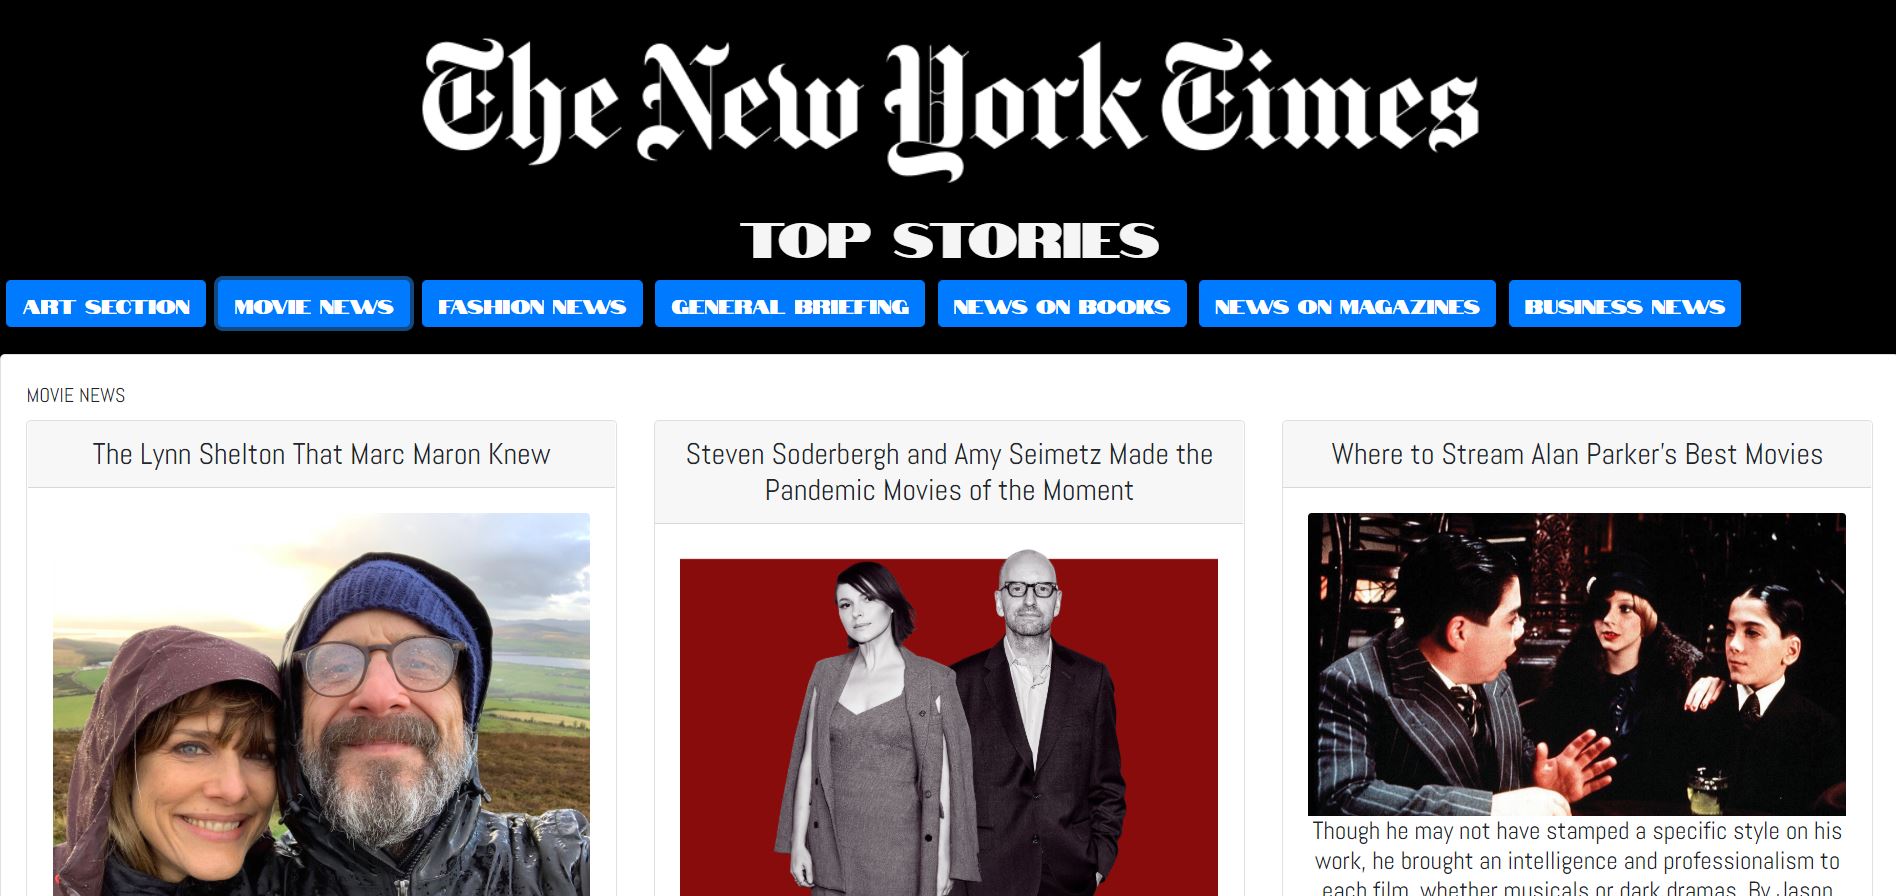 The New York Times
TOP STORIES
ART SECTION
MOVIE NEWS
FASHION NEWS
GENERAL BRIEFING
NEWS ON BOOKS
NEWS ON MAGAZINES
BUSINESS NEWS
MOVIE NEWS
The Lynn Shelton That Marc Maron Knew
Steven Soderbergh and Amy Seimetz Made the
Pandemic Movies of the Moment
Where to Stream Alan Parker's Best Movies
Though he may not have stamped a specific style on his
work, he brought an intelligence and professionalism to
each film, whether musicals or dark dramas. By Jason